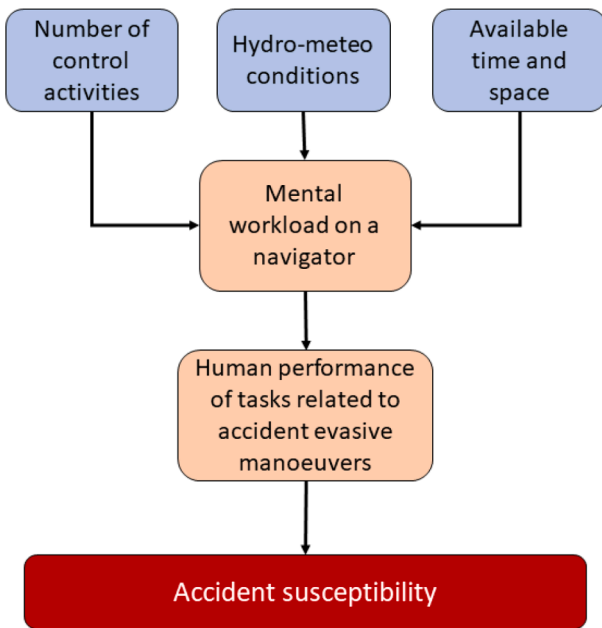 Number of
control
activities
Hydro-meteo
conditions
Available
time and
space
Mental
workload on a
navigator
Human performance
of tasks related to
accident evasive
manoeuvers
Accident susceptibility